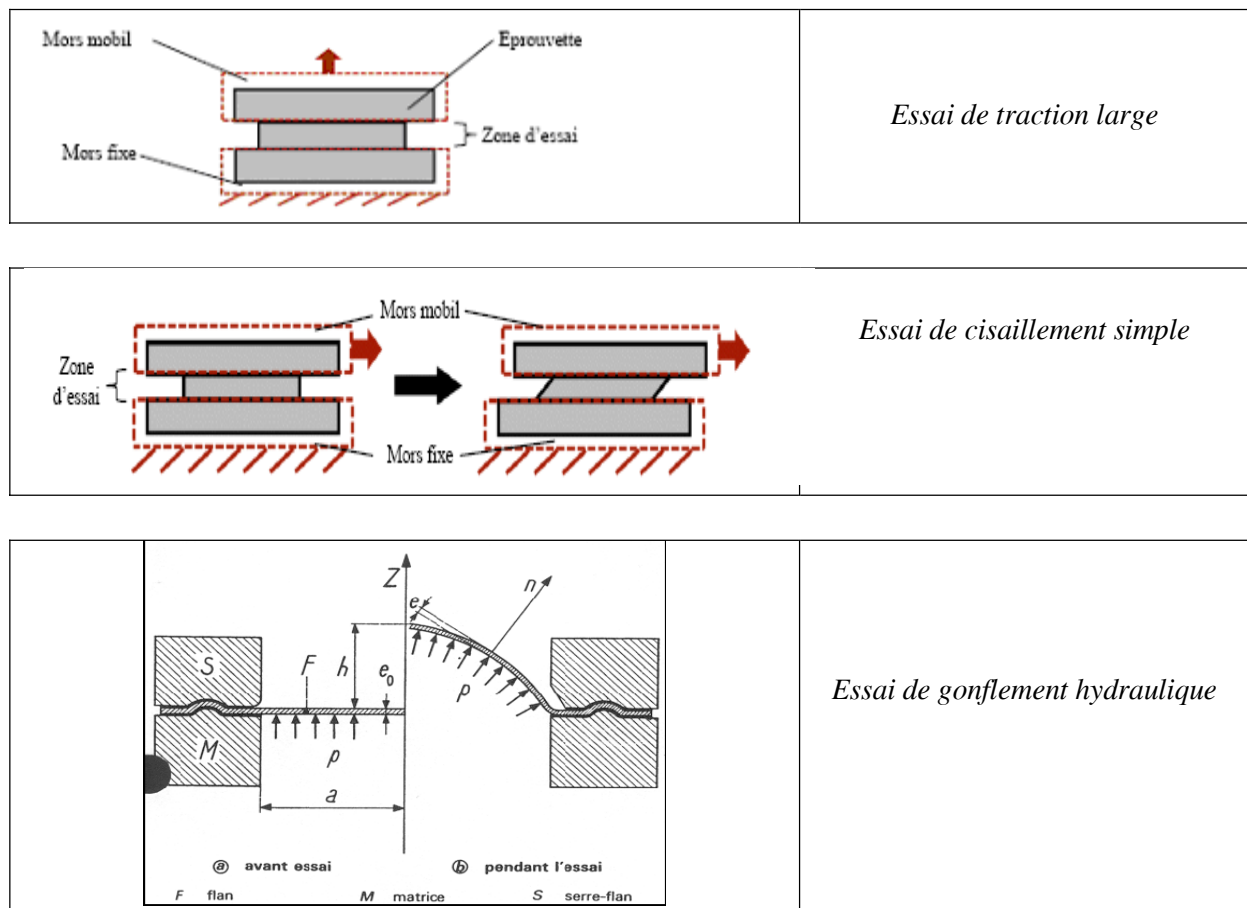 Mors mobil
Eprouvette
Zone d'essai
Mors fixe
Essai de traction large
Mors mobil
Zone
d'essai
Mors fixe
Essai de cisaillement simple
Z
n
e
S
F
h
e0
p
M
p
a
Essai de gonflement hydraulique
a avant essai
b pendant l'essai
F flan
M matrice
S serre-flan